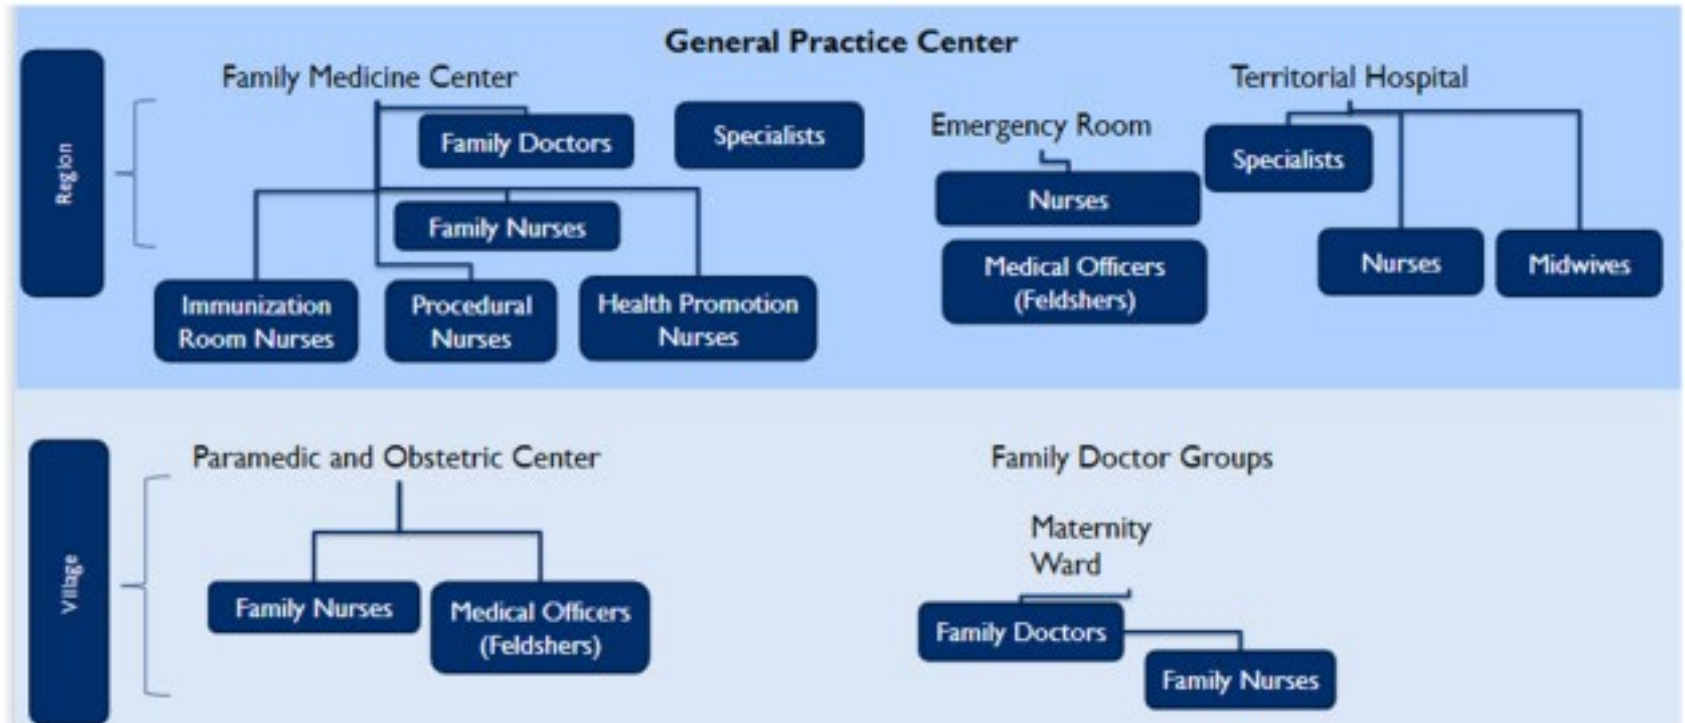 General Practice Center
Region
Family Medicine Center
Family Doctors
Specialists
Family Nurses
Immunization
Room Nurses
Procedural
Nurses
Health Promotion
Nurses
Emergency Room
Nurses
Medical Officers
(Feldshers)
Territorial Hospital
Specialists
Nurses
Midwives
Village
Paramedic and Obstetric Center
Family Nurses
Medical Officers
(Feldshers)
Family Doctor Groups
Maternity
Ward
Family Doctors
Family Nurses